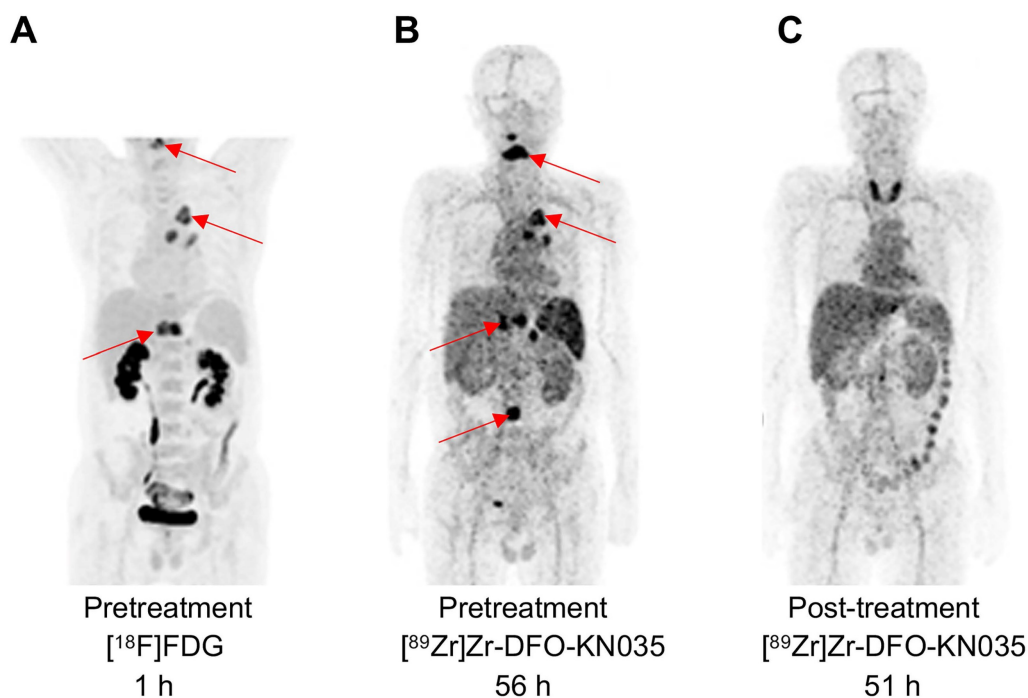 A
B
C
Pretreatment
[¹⁸F]FDG
1 h
Pretreatment
[⁸⁹Zr]Zr-DFO-KN035
56 h
Post-treatment
[⁸⁹Zr]Zr-DFO-KN035
51 h